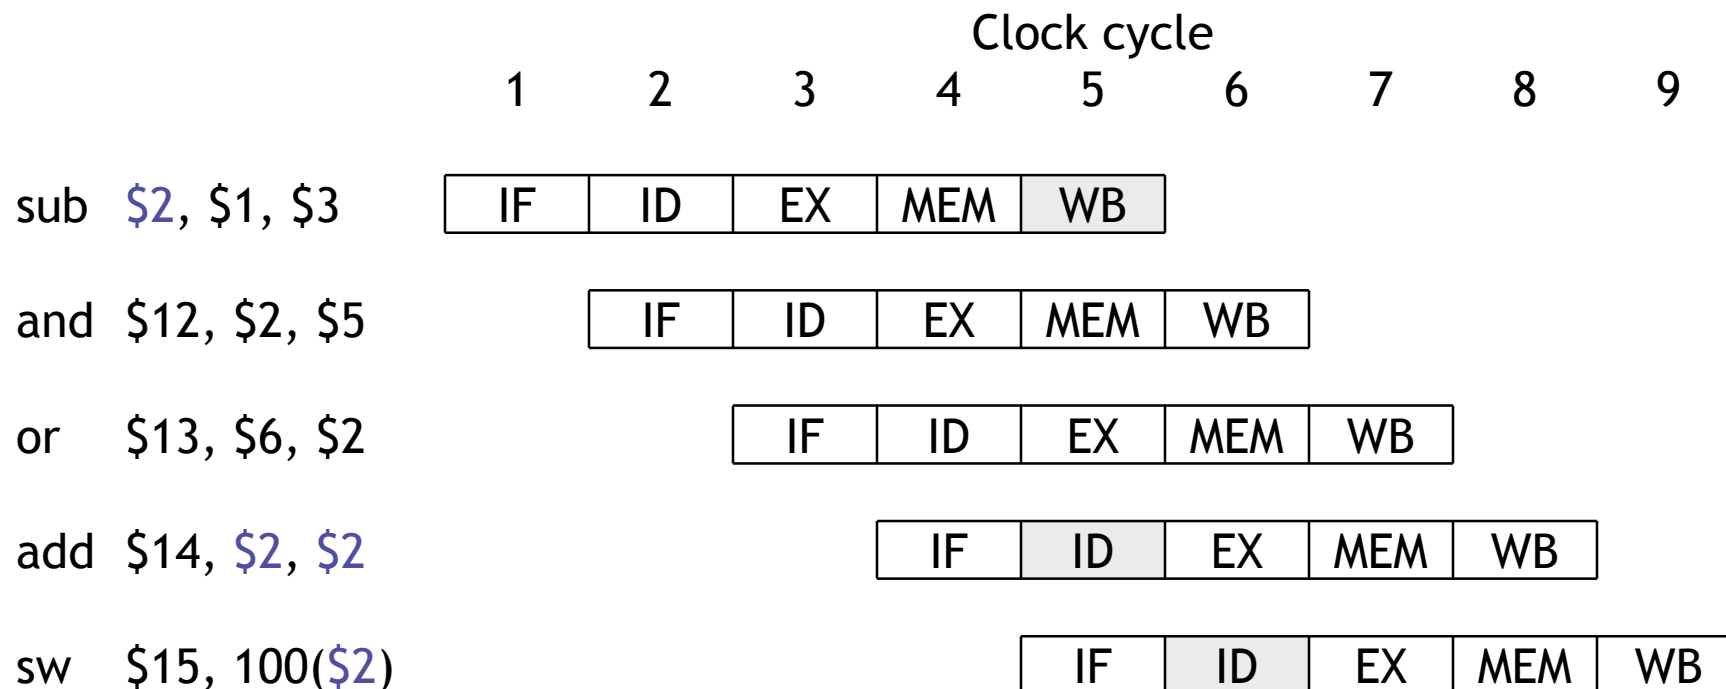 Clock cycle
1 2 3 4 5 6 7 8 9
sub $2, $1, $3 IF ID EX MEM WB
and $12, $2, $5 IF ID EX MEM WB
or $13, $6, $2 IF ID EX MEM WB
add $14, $2, $2 IF ID EX MEM WB
sw $15, 100($2) IF ID EX MEM WB